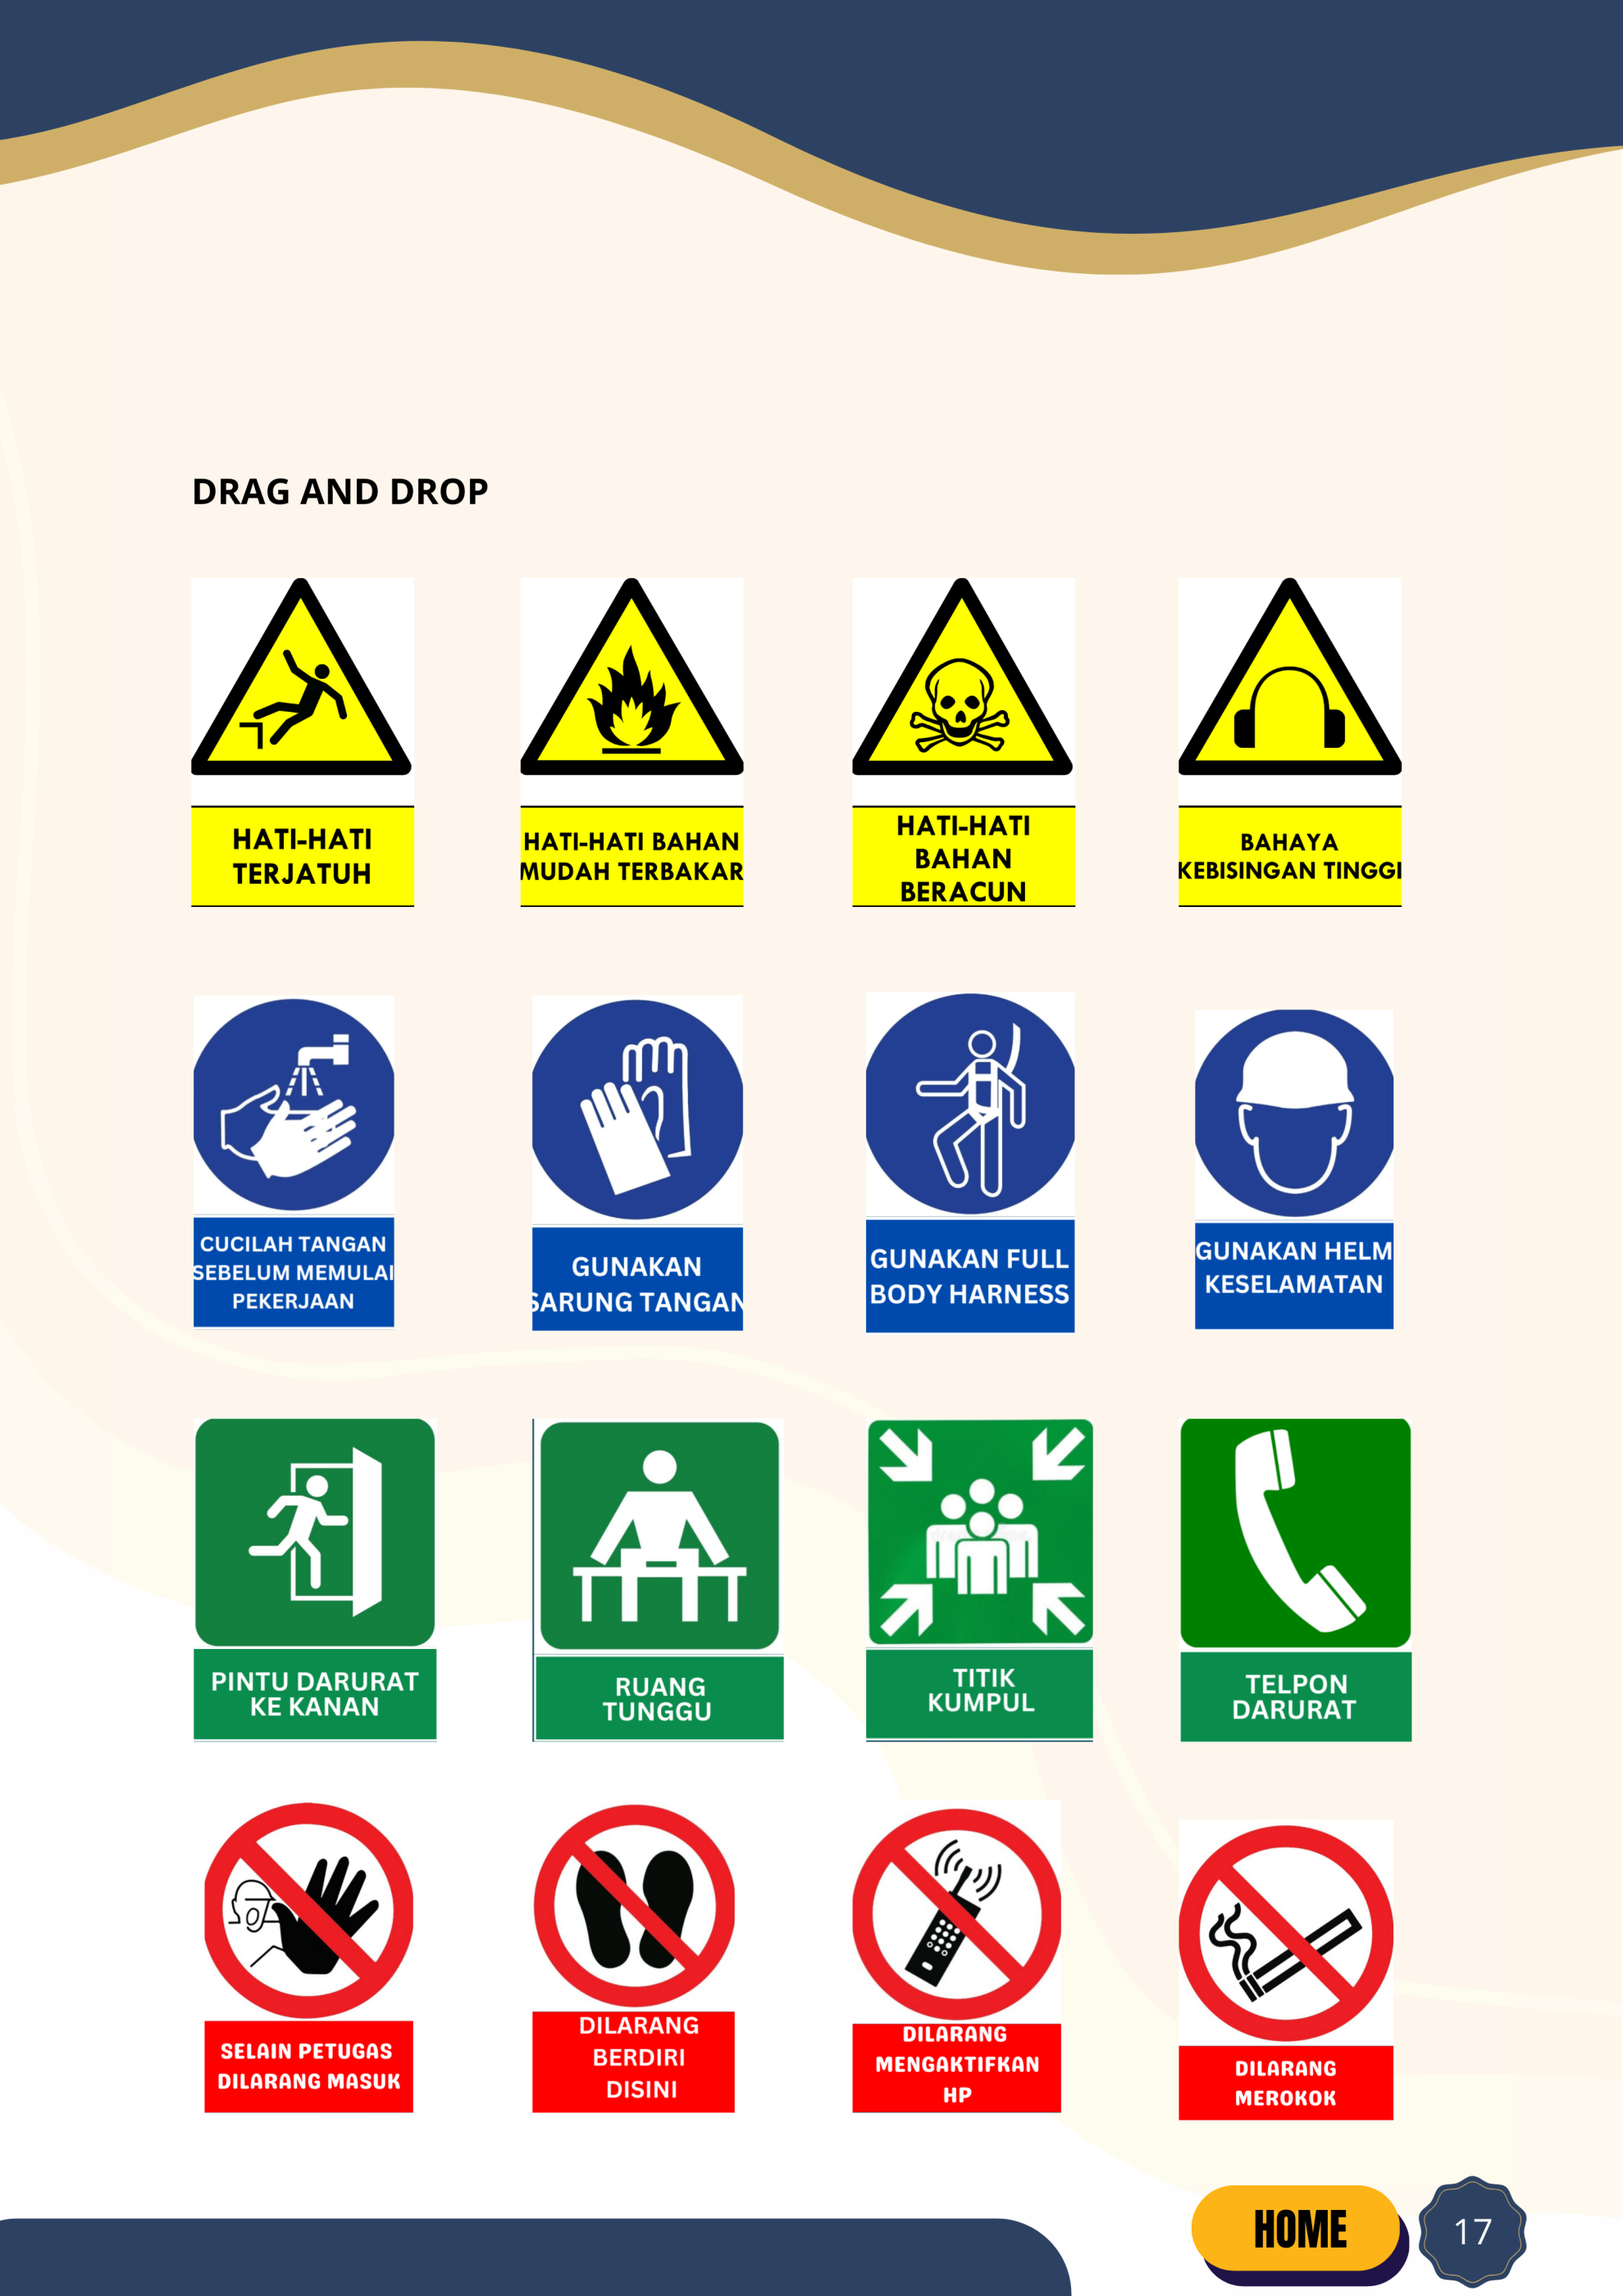 DRAG AND DROP
HATI-HATI
TERJATUH
HATI-HATI BAHAN
MUDAH TERBAKAR
HATI-HATI
BAHAN
BERACUN
BAHAYA
KEBISINGAN TINGGI
CUCILAH TANGAN
SEBELUM MEMULAI
PEKERJAAN
GUNAKAN
SARUNG TANGAN
GUNAKAN FULL
BODY HARNESS
GUNAKAN HELM
KESELAMATAN
PINTU DARURAT
KE KANAN
RUANG
TUNGGU
TITIK
KUMPUL
TELPON
DARURAT
SELAIN PETUGAS
DILARANG MASUK
DILARANG
BERDIRI
DISINI
DILARANG
MENGAKTIFKAN
HP
DILARANG
MEROKOK
HOME
17